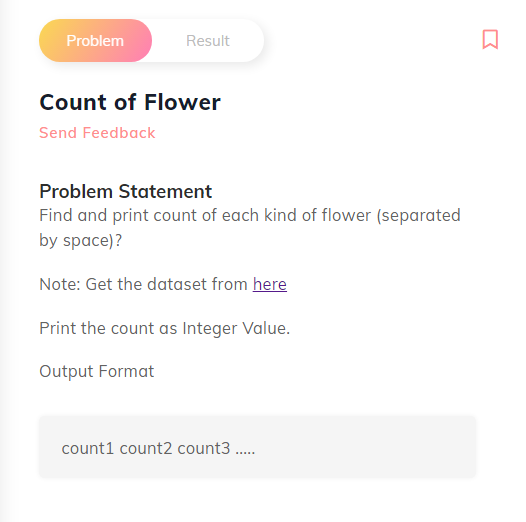 Problem
Result
Count of Flower
Send Feedback
Problem Statement
Find and print count of each kind of flower (separated
by space)?
Note: Get the dataset from here
Print the count as Integer Value.
Output Format
count1 count2 count3 .....